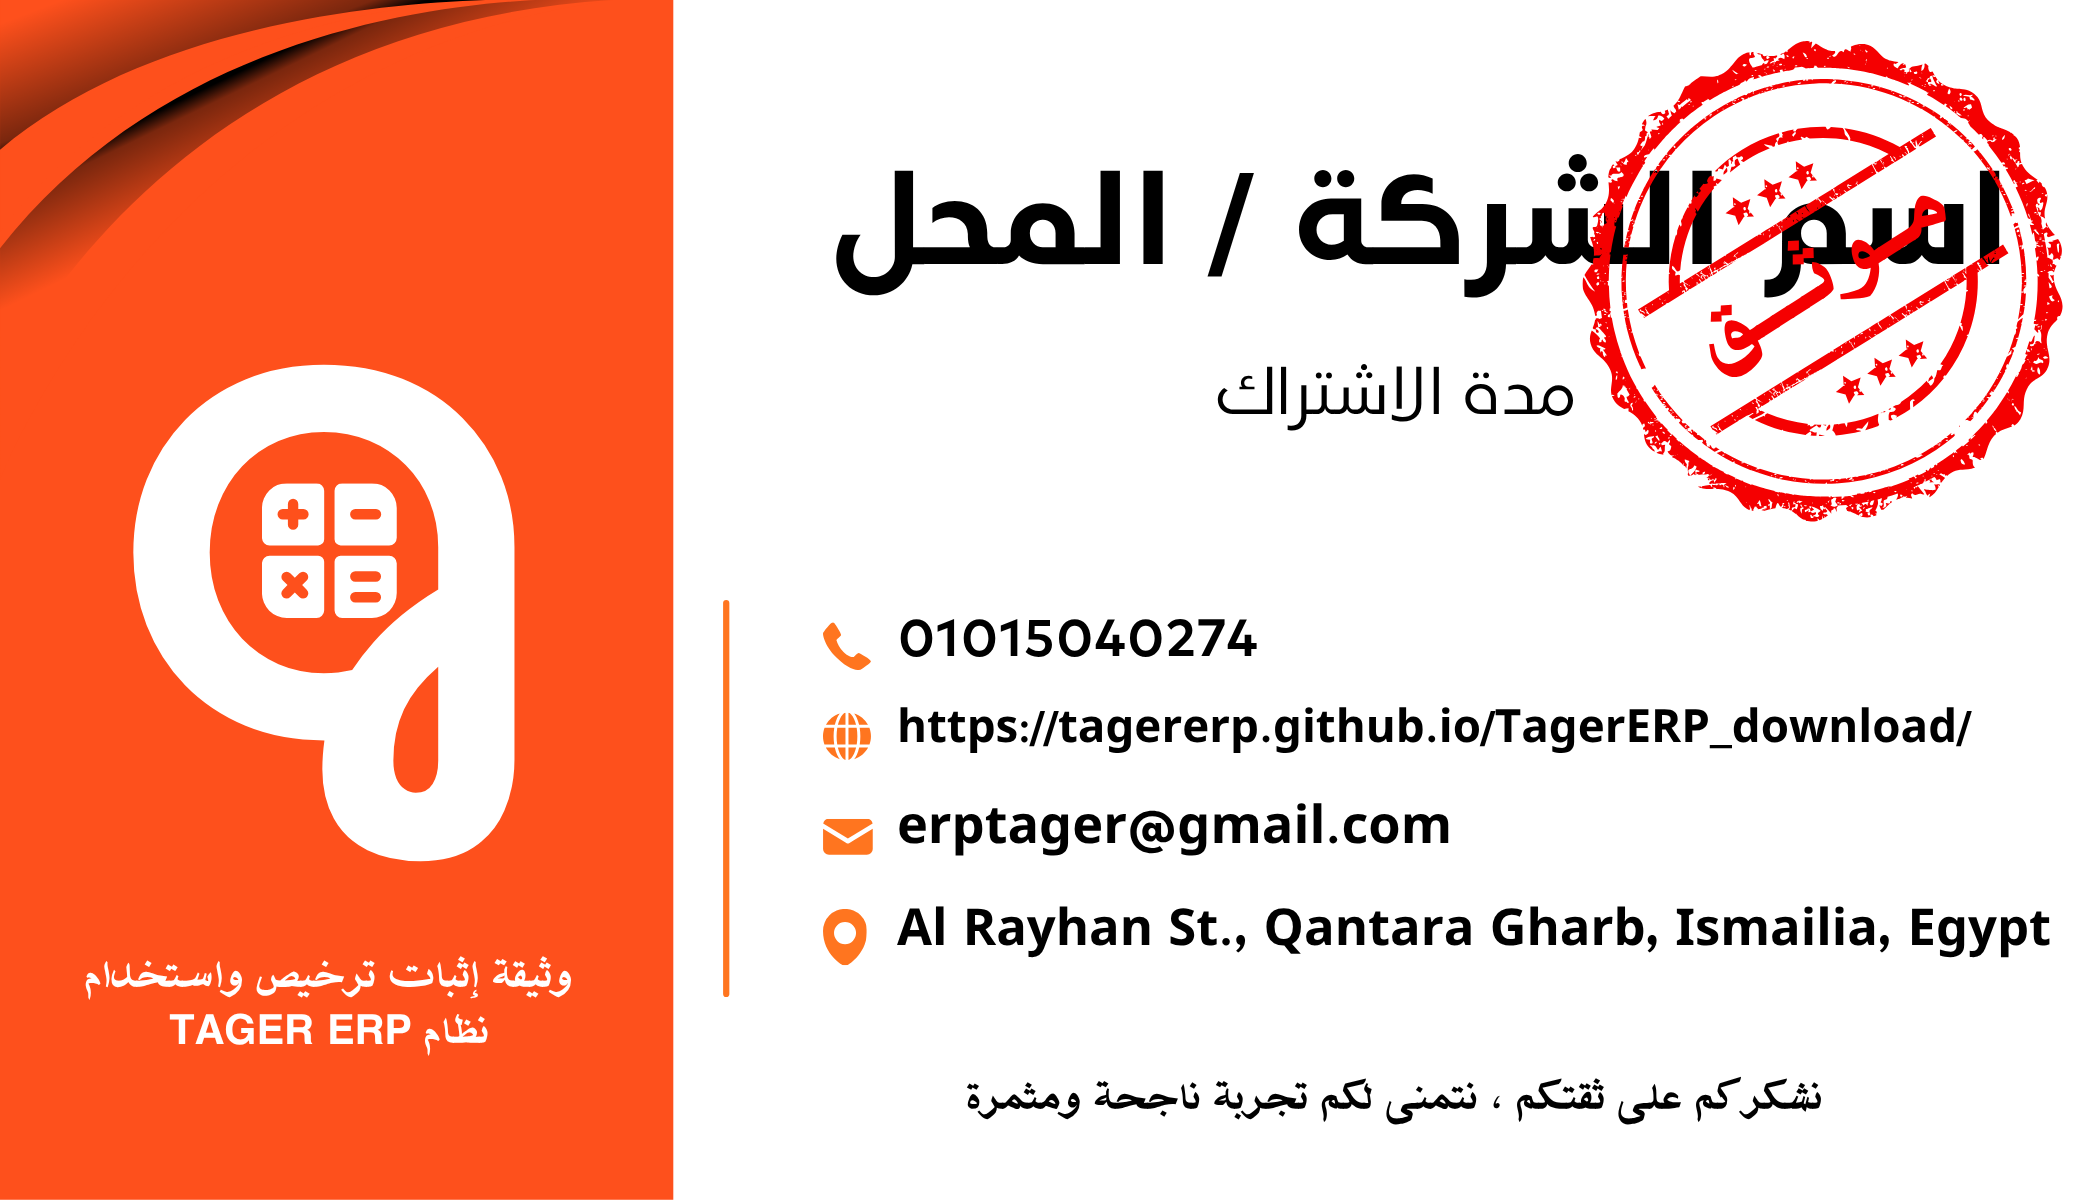 اسم الشركة / المحل
موثق
مدة الاشتراك
01015040274
https://tagererp.github.io/TagerERP_download/
erptager@gmail.com
Al Rayhan St., Qantara Gharb, Ismailia, Egypt
نشكركم على ثقتكم ، نتمنى لكم تجربة ناجحة ومثمرة
وثيقة إثبات ترخيص واستخدام
نظام TAGER ERP